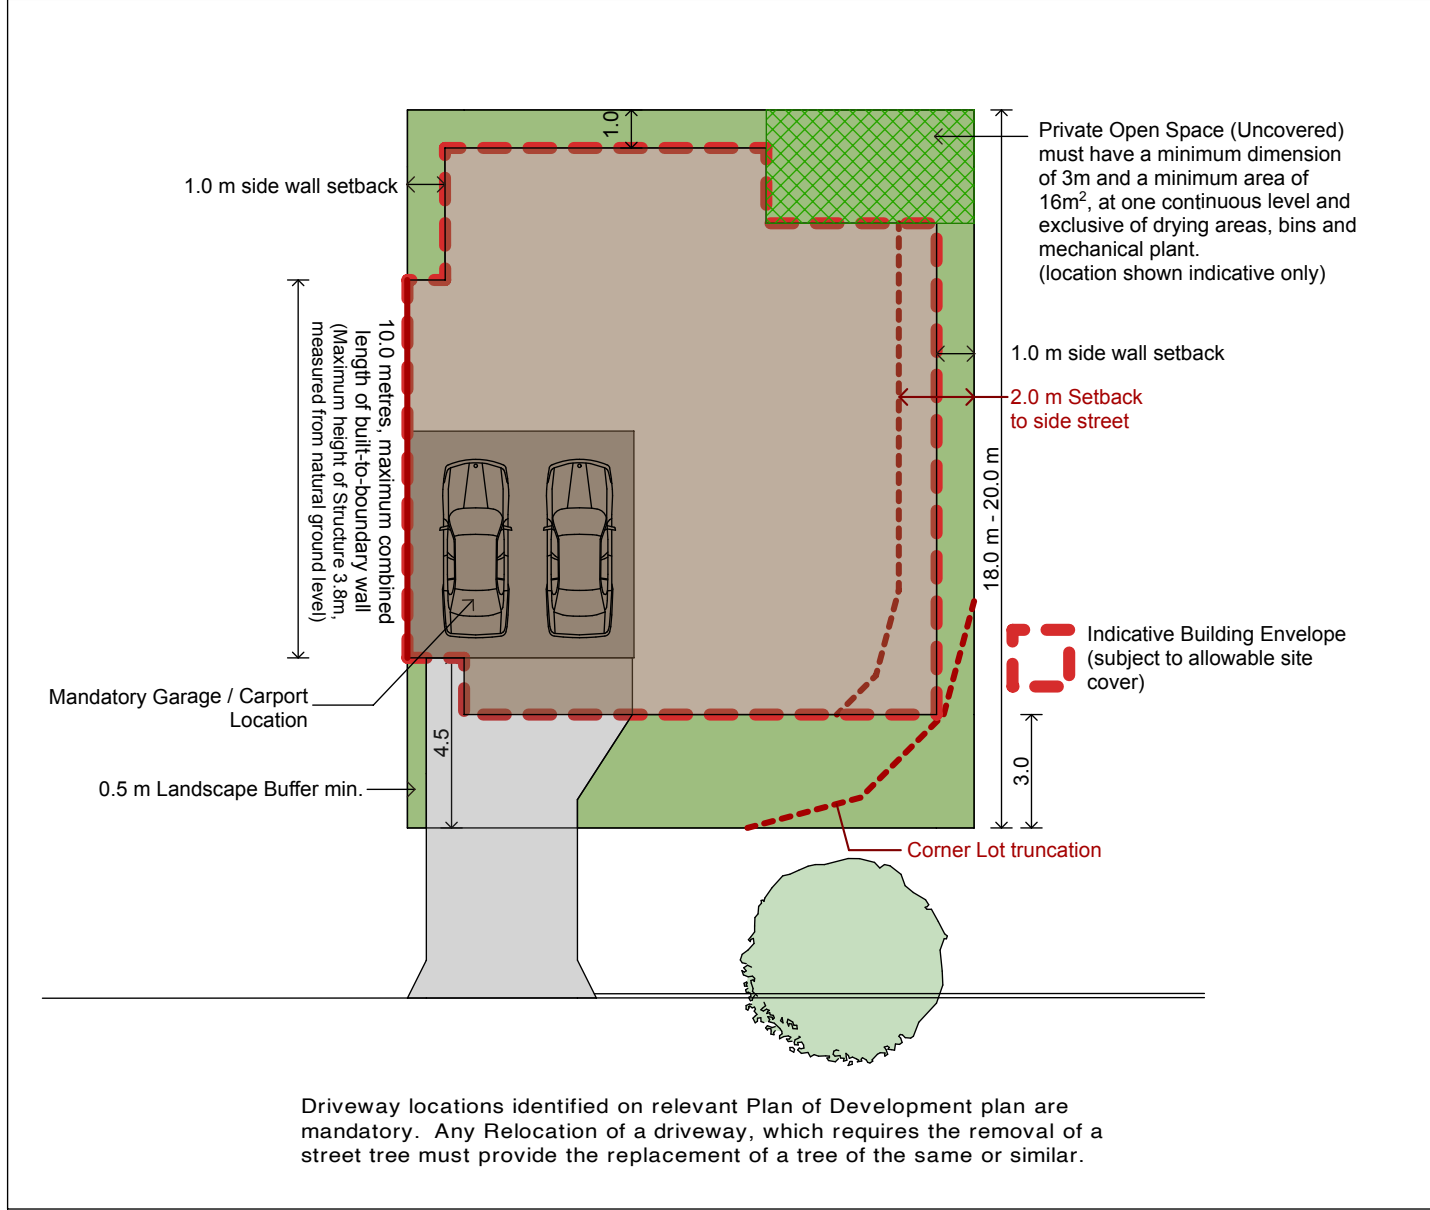 1.0
Private Open Space (Uncovered)
must have a minimum dimension
of 3m and a minimum area of
16m², at one continuous level and
exclusive of drying areas, bins and
mechanical plant.
(location shown indicative only)
1.0 m side wall setback
1.0 m side wall setback
2.0 m Setback
to side street
10.0 metres, maximum combined
length of built-to-boundary wall
(Maximum height of Structure 3.8m,
measured from natural ground level)
18.0 m - 20.0 m
Indicative Building Envelope
(subject to allowable site
cover)
Mandatory Garage / Carport
Location
4.5
3.0
0.5 m Landscape Buffer min.
Corner Lot truncation
Driveway locations identified on relevant Plan of Development plan are
mandatory. Any Relocation of a driveway, which requires the removal of a
street tree must provide the replacement of a tree of the same or similar.